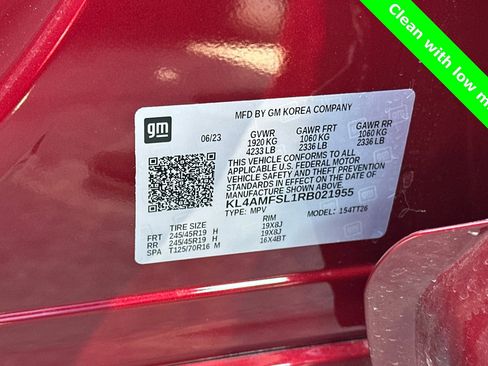 Clean with low m
MFD BY GM KOREA COMPANY
gm
06/23 GVWR GAWR FRT GAWR RR
1920 KG 1060 KG 1060 KG
4233 LB 2336 LB 2336 LB
THIS VEHICLE CONFORMS TO ALL
APPLICABLE U.S. FEDERAL MOTOR
VEHICLE SAFETY AND THEFT PREVENTION
STANDARDS IN EFFECT ON THE DATE OF
MANUFACTURE SHOWN ABOVE.
KL4AMFSL1RB021955
TYPE: MPV MODEL: 154TT26
TIRE SIZE RIM
FRT 245/45R19 H 19X8J
RR 245/45R19 H 19X8J
SPA T125/70R16 M 16X4BT